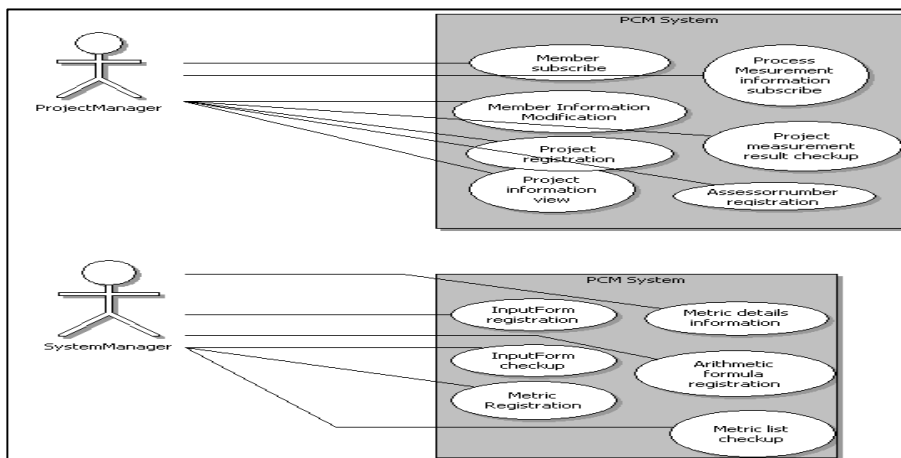 PCM System
Member
subscribe
Process
Mesurement
information
subscribe
ProjectManager
Member Information
Modification
Project
registration
Project
measurement
result checkup
Project
information
view
Assessornumber
registration
PCM System
InputForm
registration
Metric details
information
SystemManager
InputForm
checkup
Arithmetic
formula
registration
Metric
Registration
Metric list
checkup